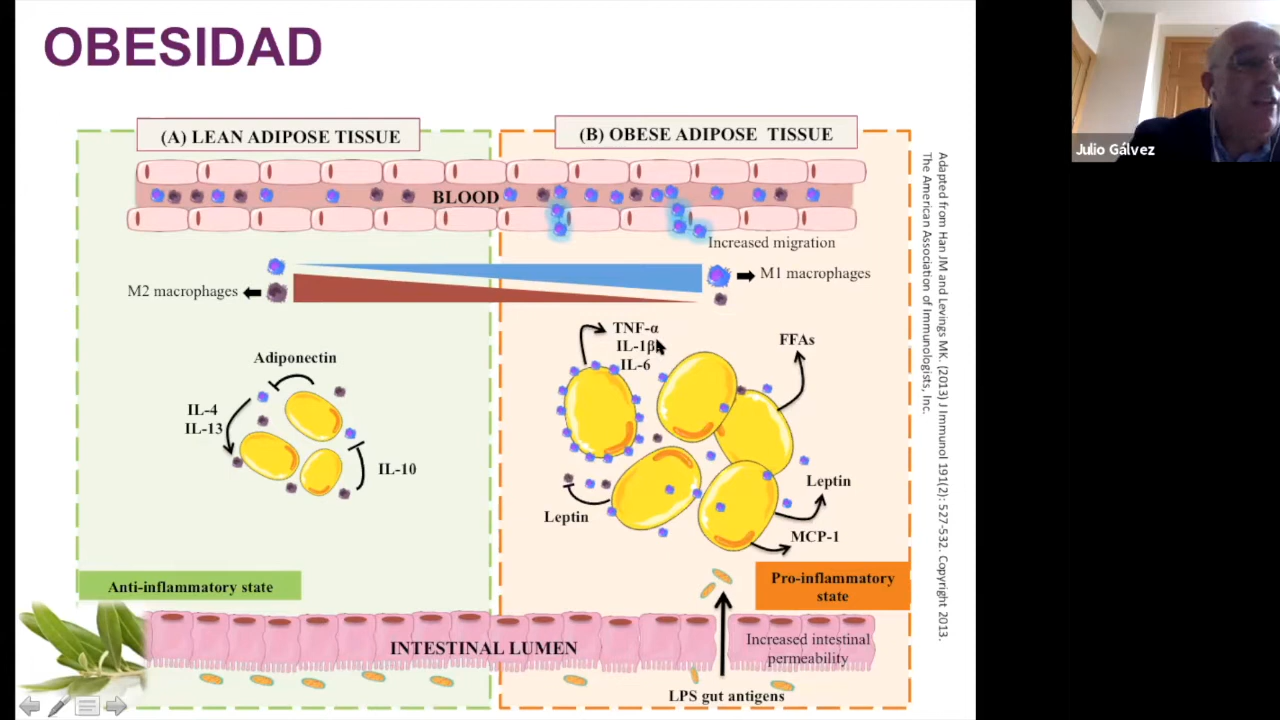 OBESIDAD
(A) LEAN ADIPOSE TISSUE
(B) OBESE ADIPOSE TISSUE
BLOOD
Increased migration
M2 macrophages
M1 macrophages
Adiponectin
IL-4
IL-13
IL-10
TNF-α
IL-1β
IL-6
FFAs
Leptin
Leptin
MCP-1
Anti-inflammatory state
Pro-inflammatory
state
INTESTINAL LUMEN
Increased intestinal
permeability
LPS gut antigens
Adapted from Han JM and Levings MK. (2013) J Immunol 191(2): 527-532. Copyright 2013.
The American Association of Immunologists, Inc.
Julio Gálvez